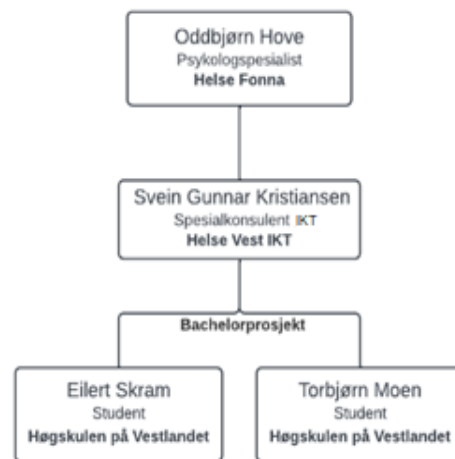 Oddbjørn Hove
Psykologspesialist
Helse Fonna
Svein Gunnar Kristiansen
Spesialkonsulent IKT
Helse Vest IKT
Bachelorprosjekt
Eilert Skram
Student
Høgskulen på Vestlandet
Torbjørn Moen
Student
Høgskulen på Vestlandet